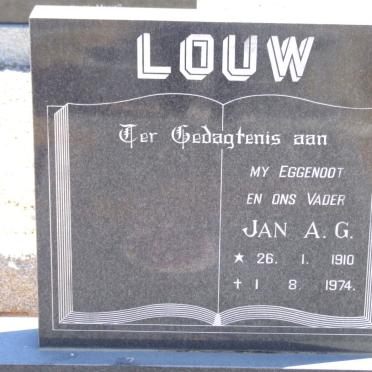 LOUW
Ter Gedagtenis aan
MY EGGENOOT
EN ONS VADER
JAN A. G.
★ 26. 1. 1910
† 1 8 1974.